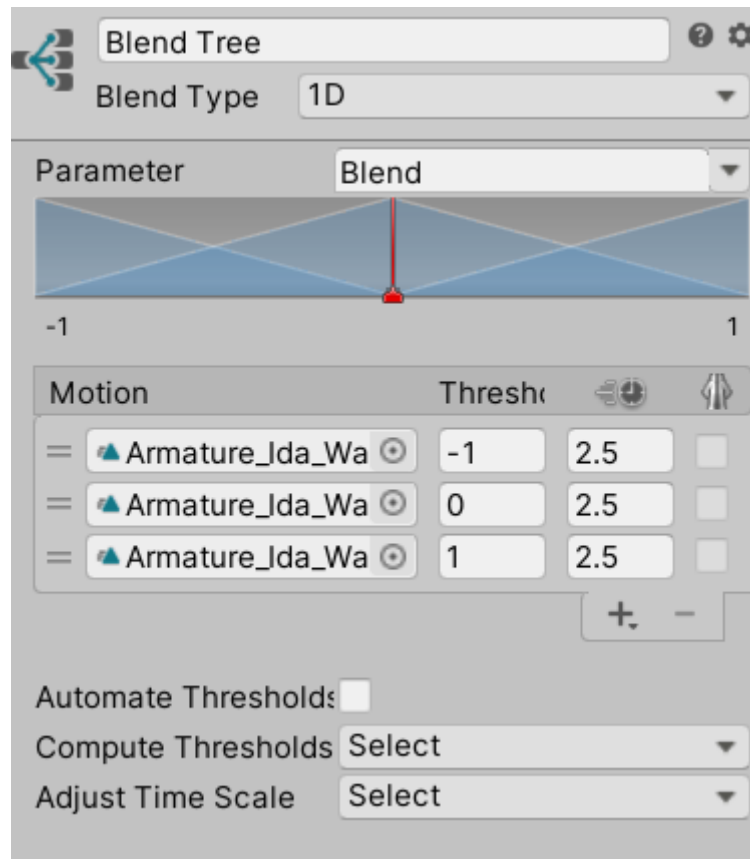 Blend Tree
Blend Type 1D
Parameter Blend
-1 1
Motion Thresho
Armature_Ida_Wa -1 2.5
Armature_Ida_Wa 0 2.5
Armature_Ida_Wa 1 2.5
Automate Thresholds
Compute Thresholds Select
Adjust Time Scale Select